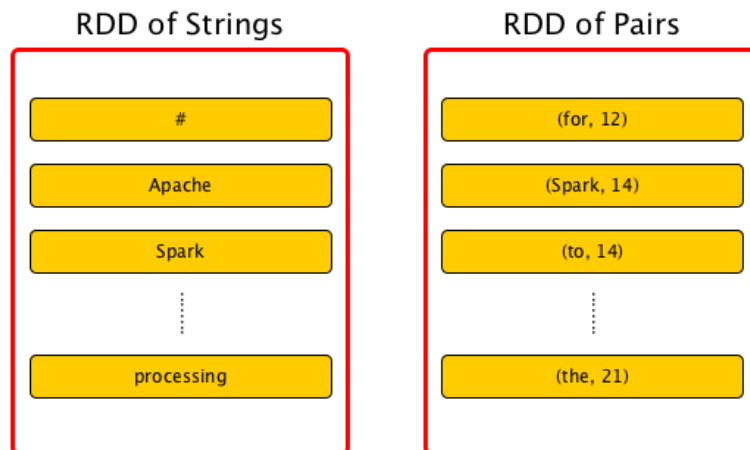 RDD of Strings
#
Apache
Spark
processing
RDD of Pairs
(for, 12)
(Spark, 14)
(to, 14)
(the, 21)